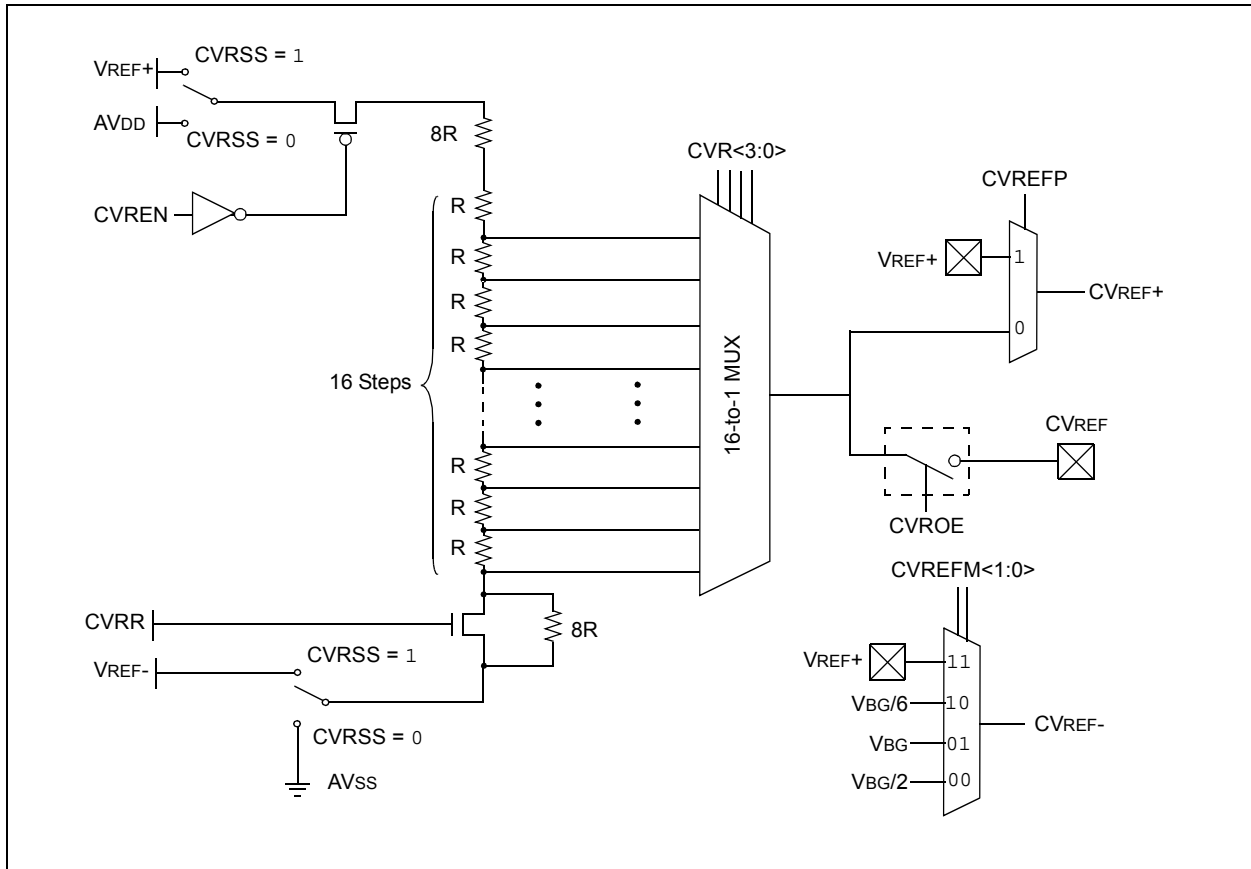 CVRSS = 1
VREF+
AVDD
CVRSS = 0
8R
CVREN
CVR<3:0>
CVREFP
R
R
R
R
16 Steps
R
R
R
16-to-1 MUX
VREF+
1
0
CVREF+
CVREF
CVROE
CVRR
8R
VREF-
CVRSS = 1
CVRSS = 0
AVSS
CVREFM<1:0>
VREF+
11
VBG/6
10
VBG
01
VBG/2
00
CVREF-